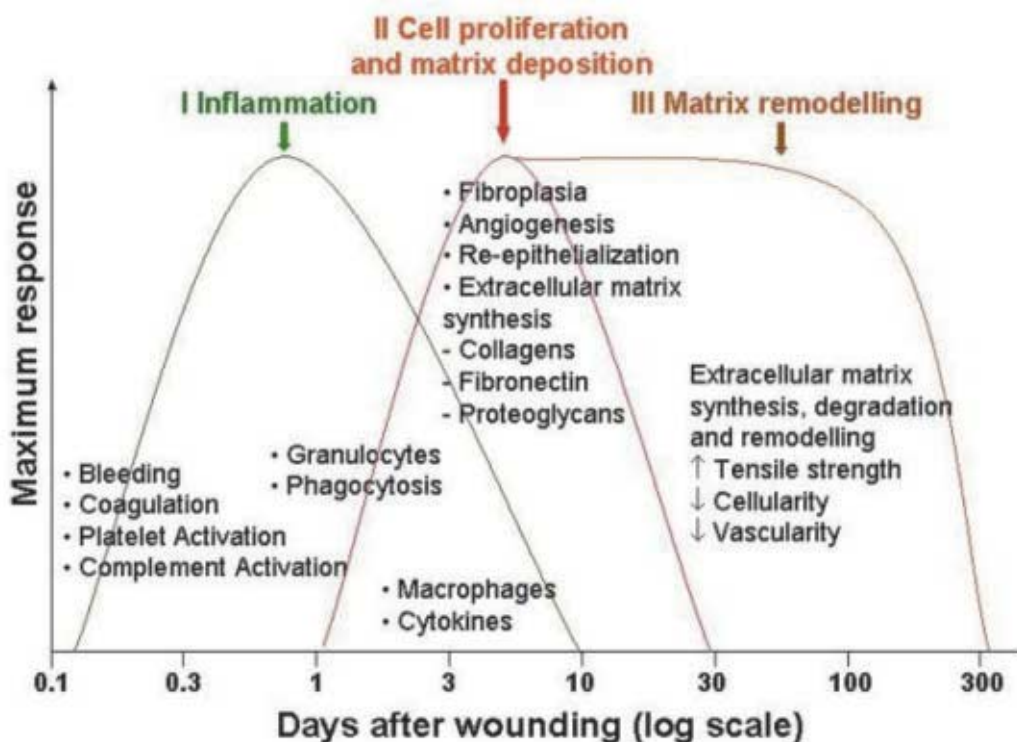 II Cell proliferation
and matrix deposition
I Inflammation
III Matrix remodelling
Maximum response
• Fibroplasia
• Angiogenesis
• Re-epithelialization
• Extracellular matrix
synthesis
- Collagens
- Fibronectin
- Proteoglycans
Extracellular matrix
synthesis, degradation
and remodelling
↑ Tensile strength
↓ Cellularity
↓ Vascularity
• Granulocytes
• Phagocytosis
• Bleeding
• Coagulation
• Platelet Activation
• Complement Activation
• Macrophages
• Cytokines
0.1 0.3 1 3 10 30 100 300
Days after wounding (log scale)